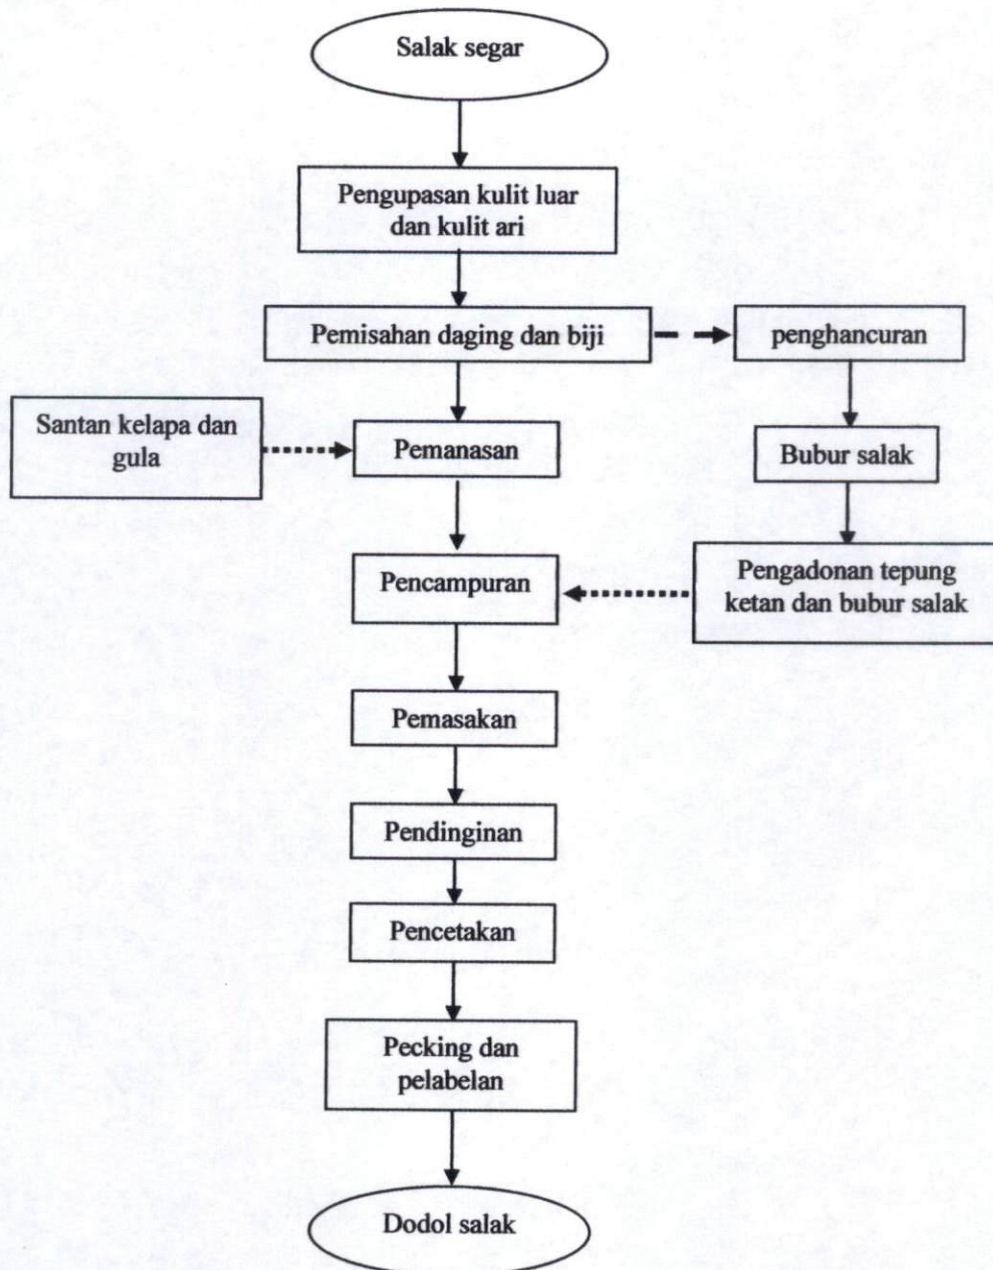 Salak segar
Pengupasan kulit luar
dan kulit ari
Pemisahan daging dan biji
penghancuran
Santan kelapa dan
gula
Pemanasan
Bubur salak
Pencampuran
Pengadonan tepung
ketan dan bubur salak
Pemasakan
Pendinginan
Pencetakan
Pecking dan
pelabelan
Dodol salak